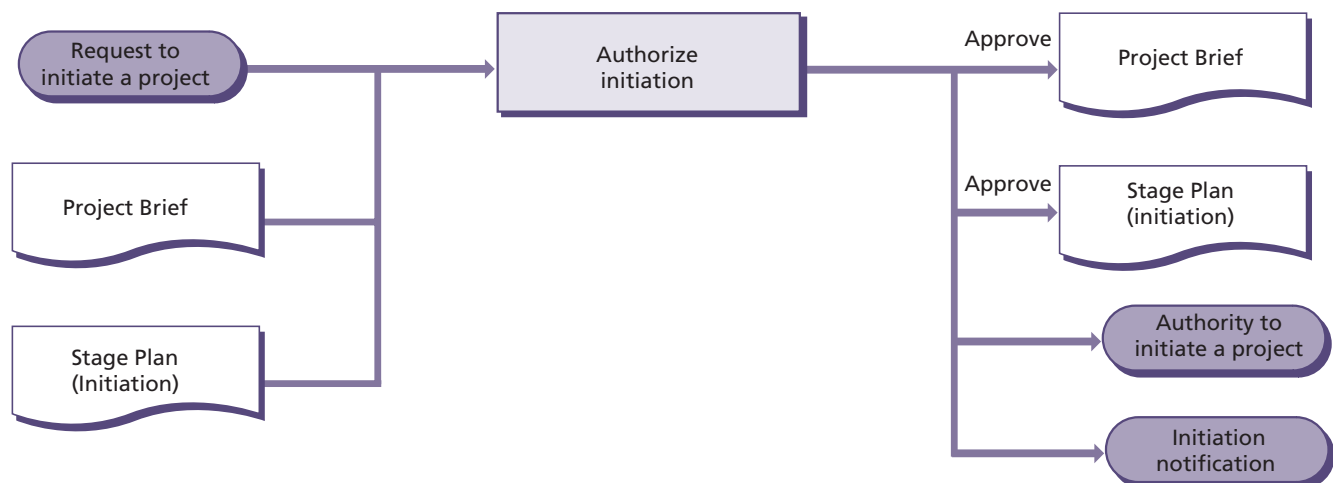 Request to
initiate a project
Project Brief
Stage Plan
(Initiation)
Authorize
initiation
Approve
Project Brief
Approve
Stage Plan
(initiation)
Authority to
initiate a project
Initiation
notification